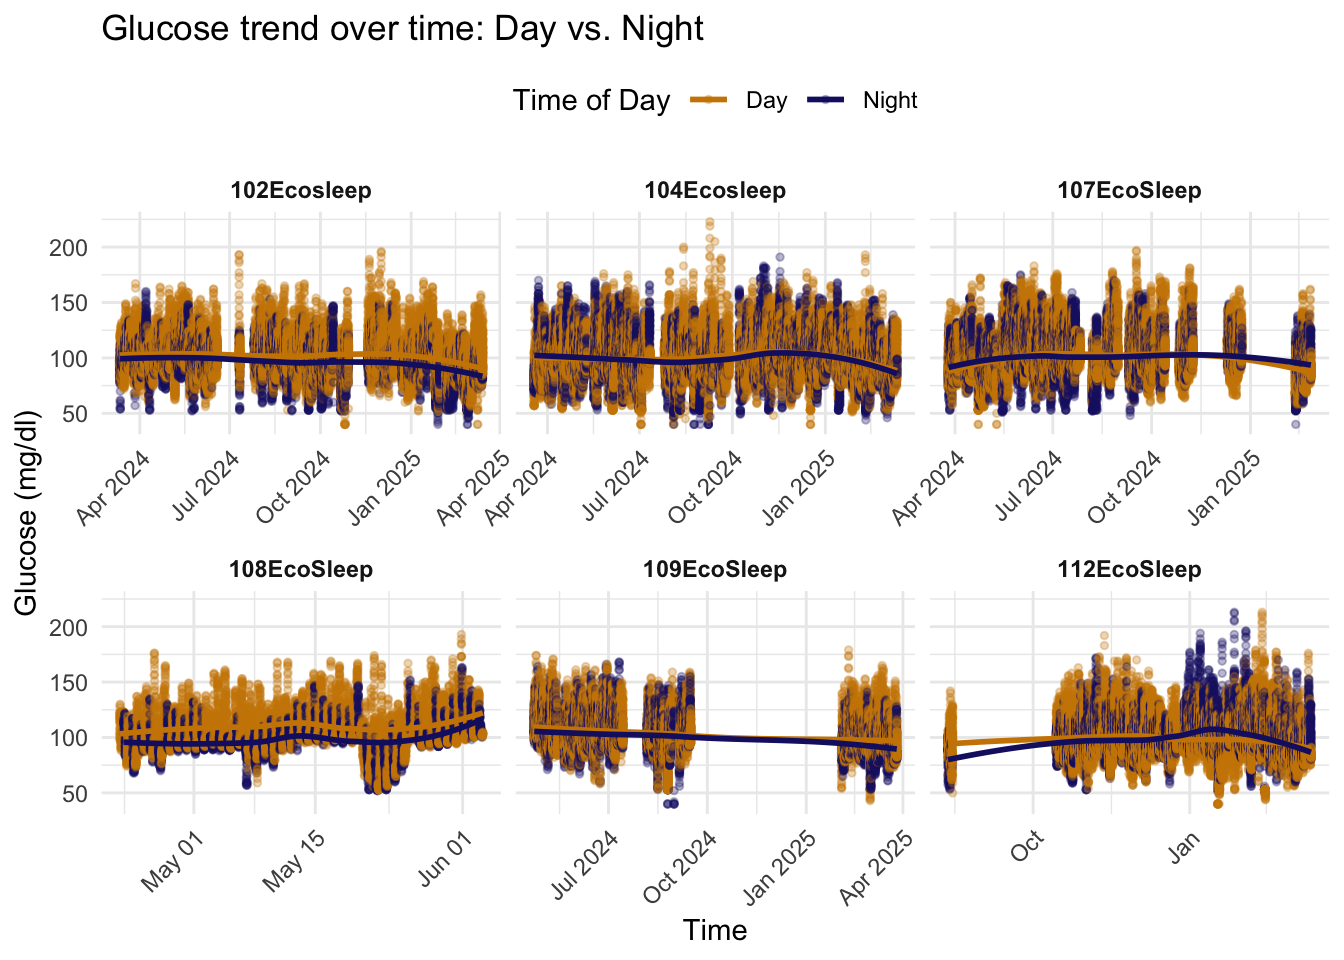 Glucose trend over time: Day vs. Night
Time of Day Day Night
102Ecosleep 104Ecosleep 107EcoSleep
200
150
100
50
Apr 2024 Jul 2024 Oct 2024 Jan 2025 Apr 2025 Apr 2024 Jul 2024 Oct 2024 Jan 2025 Apr 2024 Jul 2024 Oct 2024 Jan 2025
Glucose (mg/dl)
108EcoSleep 109EcoSleep 112EcoSleep
200
150
100
50
May 01 May 15 Jun 01 Jul 2024 Oct 2024 Jan 2025 Apr 2025 Oct Jan
Time